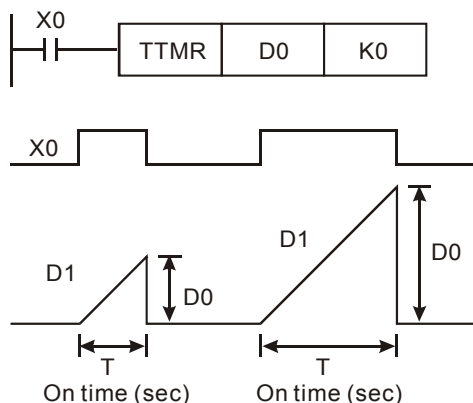 X0
TTMR D0 K0
X0
D1 D0 D1 D0
T T
On time (sec) On time (sec)